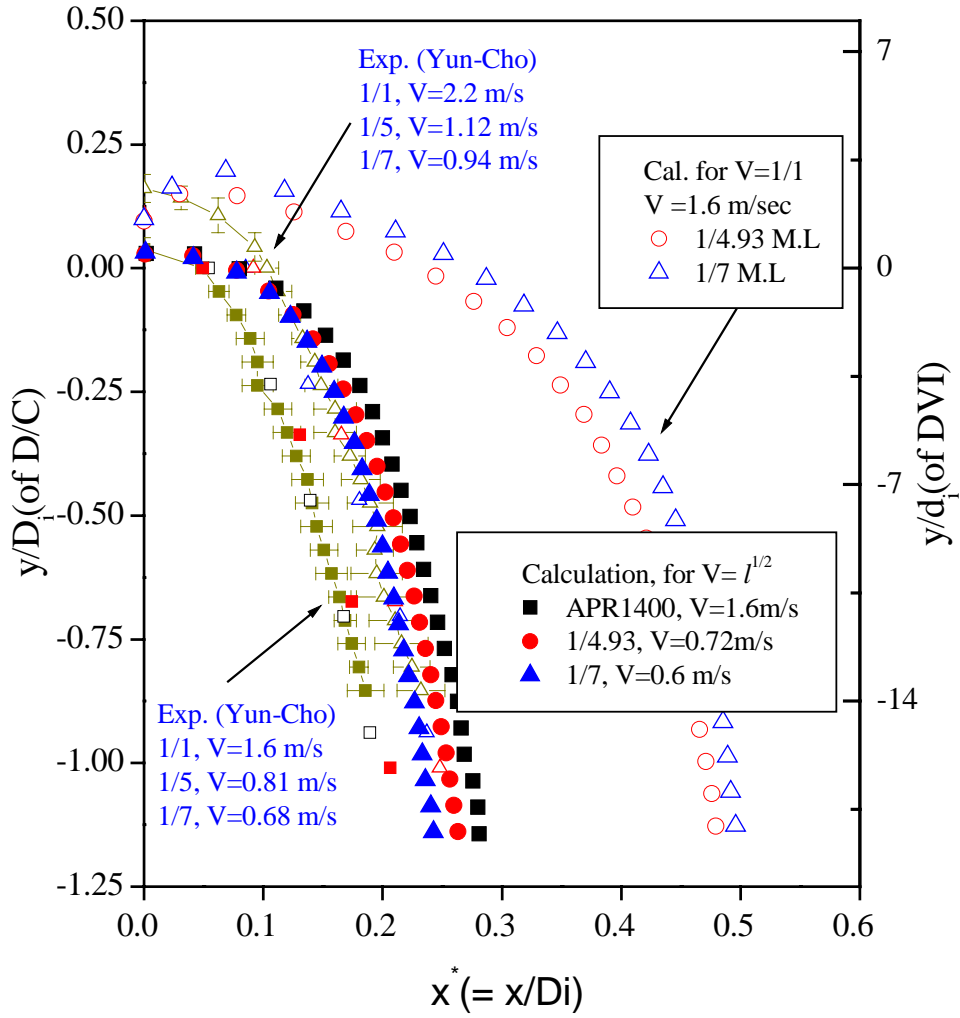 0.50
0.25
0.00
-0.25
-0.50
-0.75
-1.00
-1.25
y/D_i(of D/C)
Exp. (Yun-Cho)
1/1, V=2.2 m/s
1/5, V=1.12 m/s
1/7, V=0.94 m/s
Cal. for V=1/1
V =1.6 m/sec
1/4.93 M.L
1/7 M.L
Calculation, for V= l^{1/2}
APR1400, V=1.6m/s
1/4.93, V=0.72m/s
1/7, V=0.6 m/s
Exp. (Yun-Cho)
1/1, V=1.6 m/s
1/5, V=0.81 m/s
1/7, V=0.68 m/s
7
0
-7
-14
y/d_i(of DVI)
0.0 0.1 0.2 0.3 0.4 0.5 0.6
x^*(= x/Di)